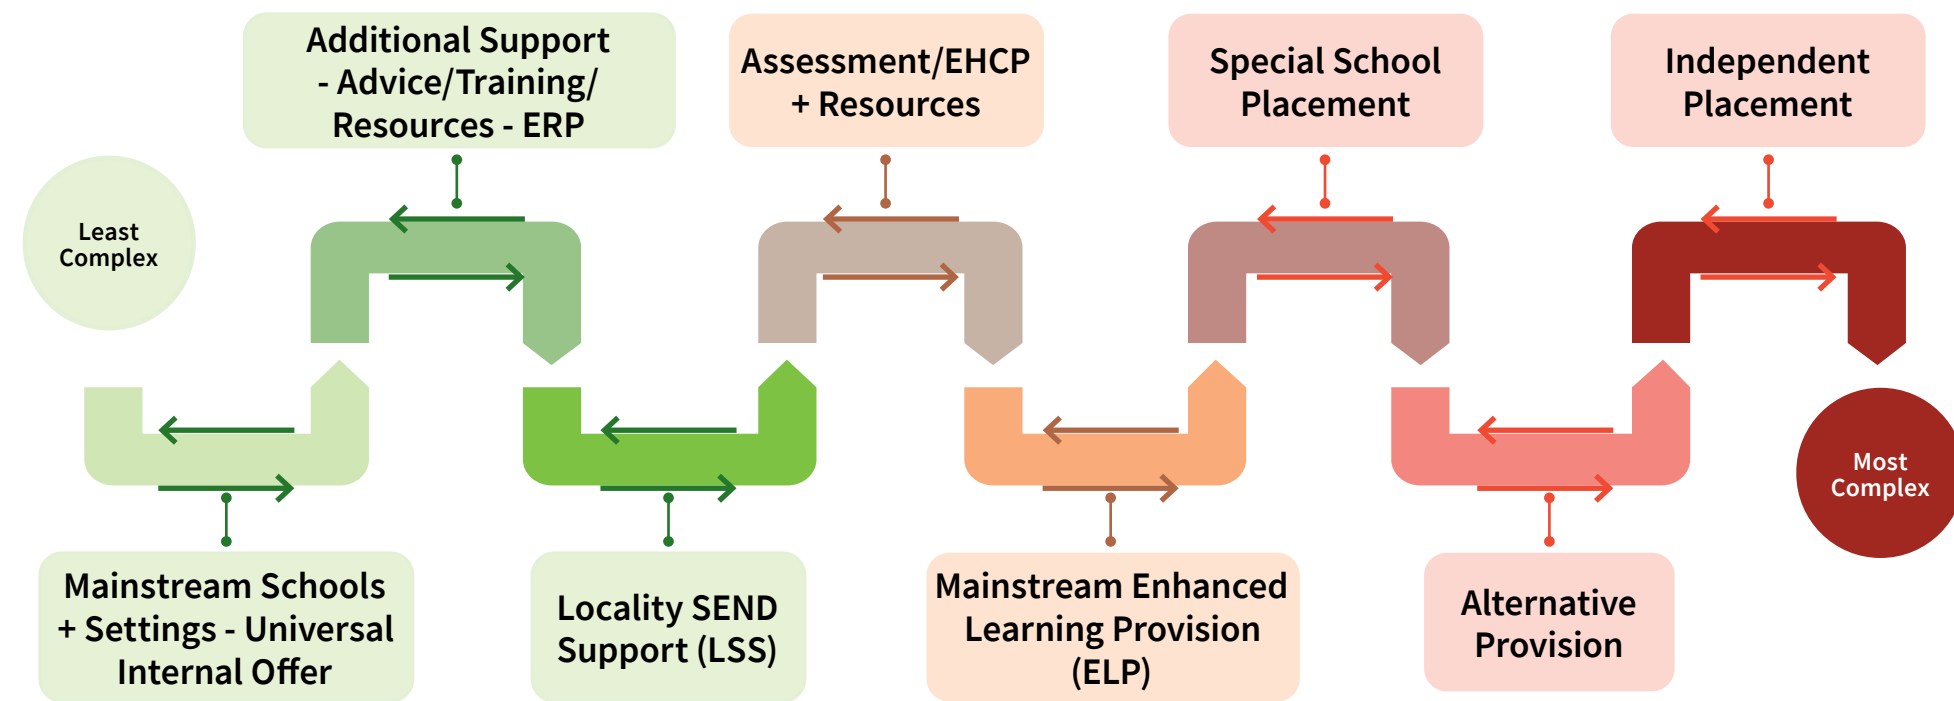 Additional Support
- Advice/Training/
Resources - ERP
Assessment/EHCP
+ Resources
Special School
Placement
Independent
Placement
Least
Complex
Most
Complex
Mainstream Schools
+ Settings - Universal
Internal Offer
Locality SEND
Support (LSS)
Mainstream Enhanced
Learning Provision
(ELP)
Alternative
Provision